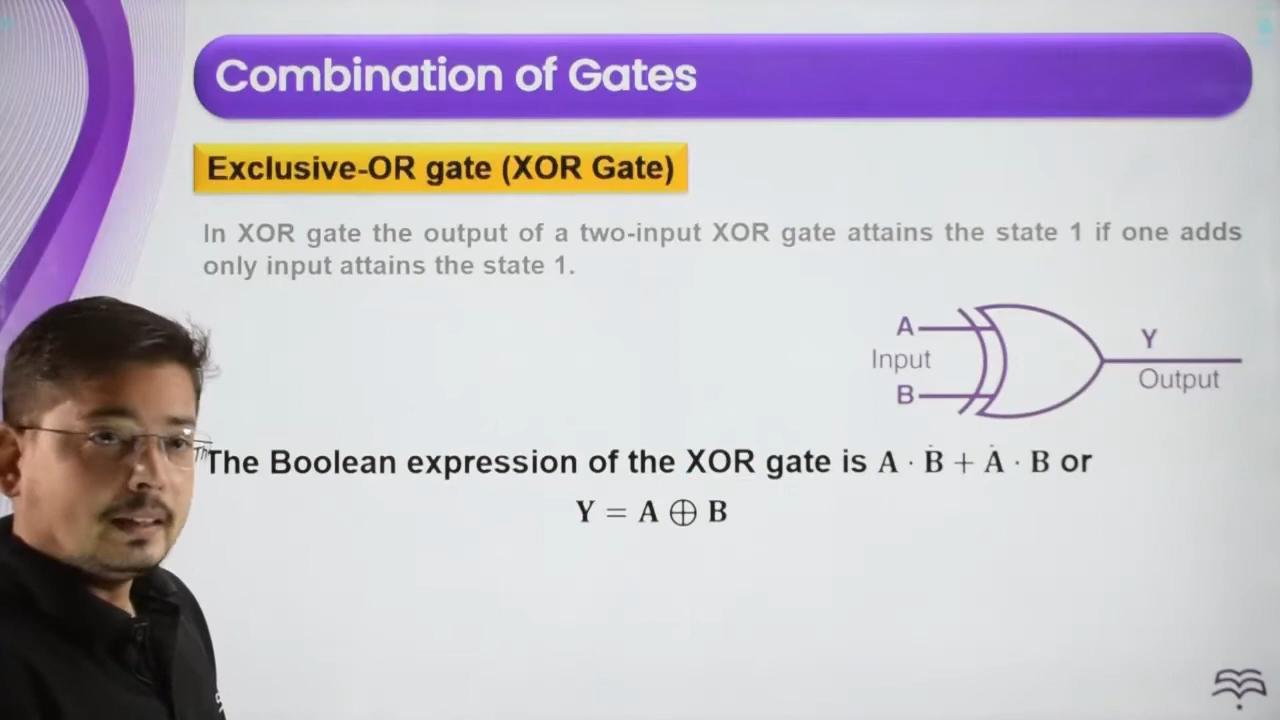 Combination of Gates
Exclusive-OR gate (XOR Gate)
In XOR gate the output of a two-input XOR gate attains the state 1 if one adds
only input attains the state 1.
A
Input
B
Y
Output
Th
The Boolean expression of the XOR gate is A · Ḃ + Ȧ · B or
Y = A ⊕ B